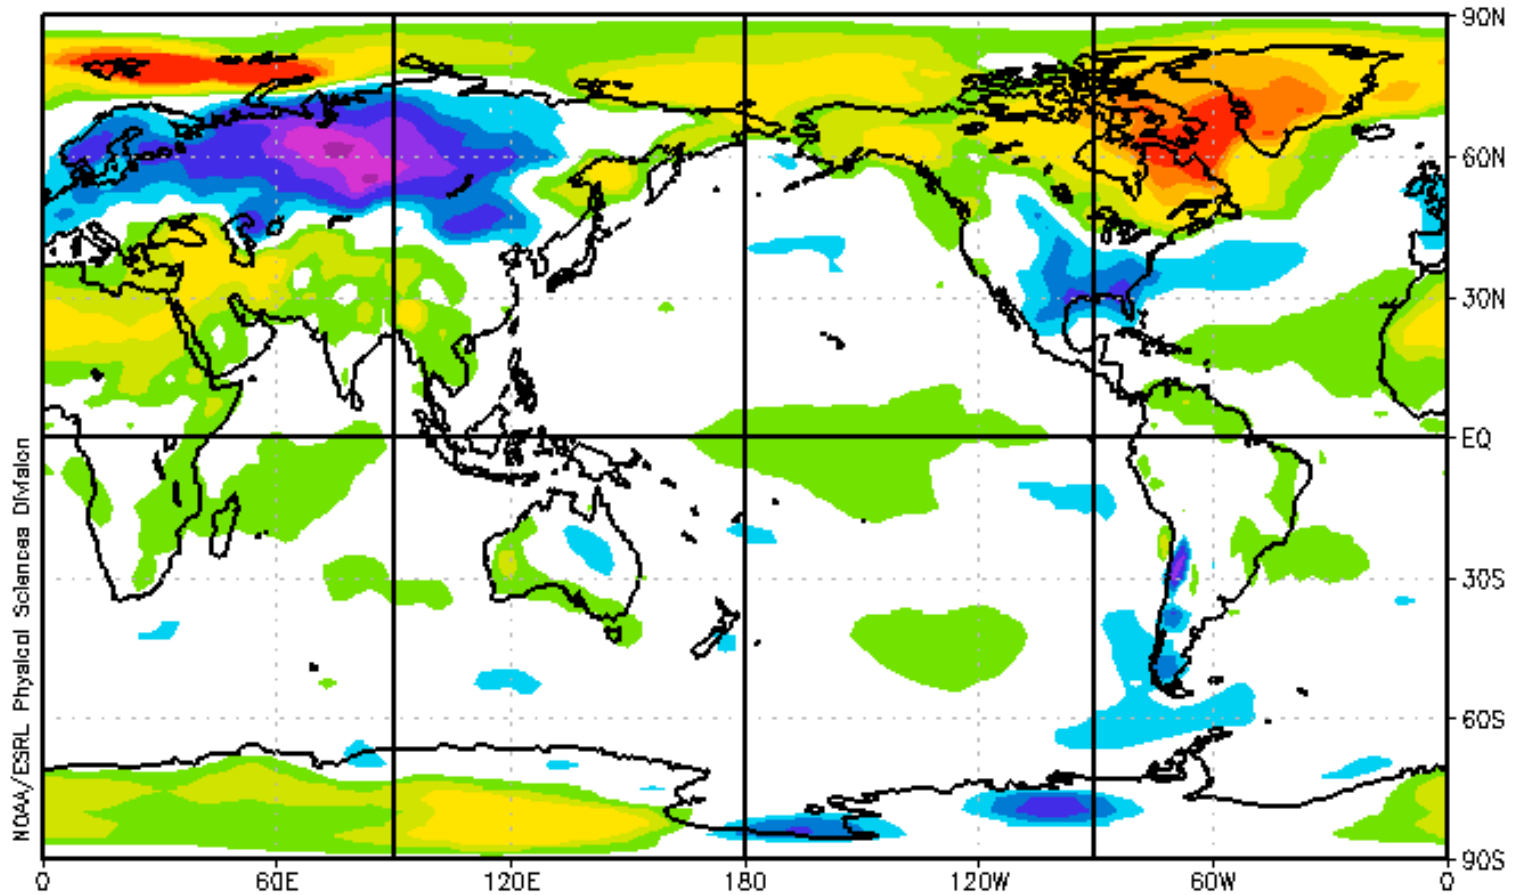 90N
60N
30N
EQ
30S
60S
90S
0
60E
120E
180
120W
60W
0
NOAA/ESRL Physical Sciences Division